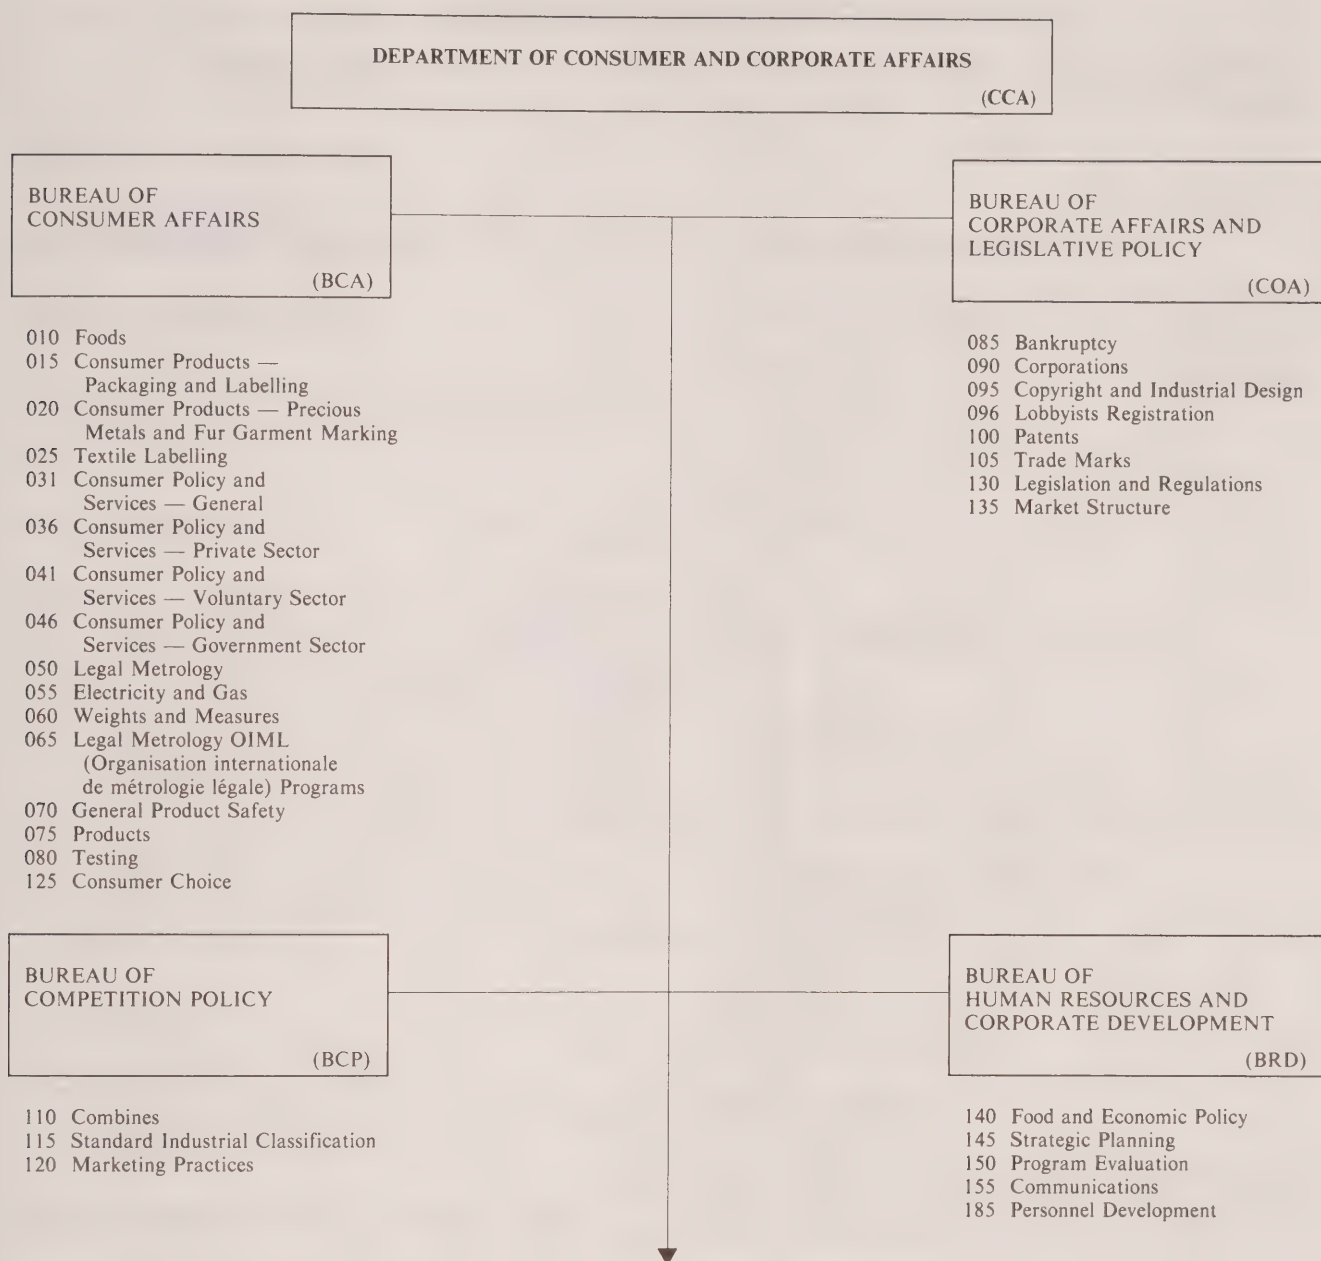 DEPARTMENT OF CONSUMER AND CORPORATE AFFAIRS
(CCA)
BUREAU OF
CONSUMER AFFAIRS
(BCA)
010 Foods
015 Consumer Products —
Packaging and Labelling
020 Consumer Products — Precious
Metals and Fur Garment Marking
025 Textile Labelling
031 Consumer Policy and
Services — General
036 Consumer Policy and
Services — Private Sector
041 Consumer Policy and
Services — Voluntary Sector
046 Consumer Policy and
Services — Government Sector
050 Legal Metrology
055 Electricity and Gas
060 Weights and Measures
065 Legal Metrology OIML
(Organisation internationale
de métrologie légale) Programs
070 General Product Safety
075 Products
080 Testing
125 Consumer Choice
BUREAU OF
CORPORATE AFFAIRS AND
LEGISLATIVE POLICY
(COA)
085 Bankruptcy
090 Corporations
095 Copyright and Industrial Design
096 Lobbyists Registration
100 Patents
105 Trade Marks
130 Legislation and Regulations
135 Market Structure
BUREAU OF
COMPETITION POLICY
(BCP)
110 Combines
115 Standard Industrial Classification
120 Marketing Practices
BUREAU OF
HUMAN RESOURCES AND
CORPORATE DEVELOPMENT
(BRD)
140 Food and Economic Policy
145 Strategic Planning
150 Program Evaluation
155 Communications
185 Personnel Development